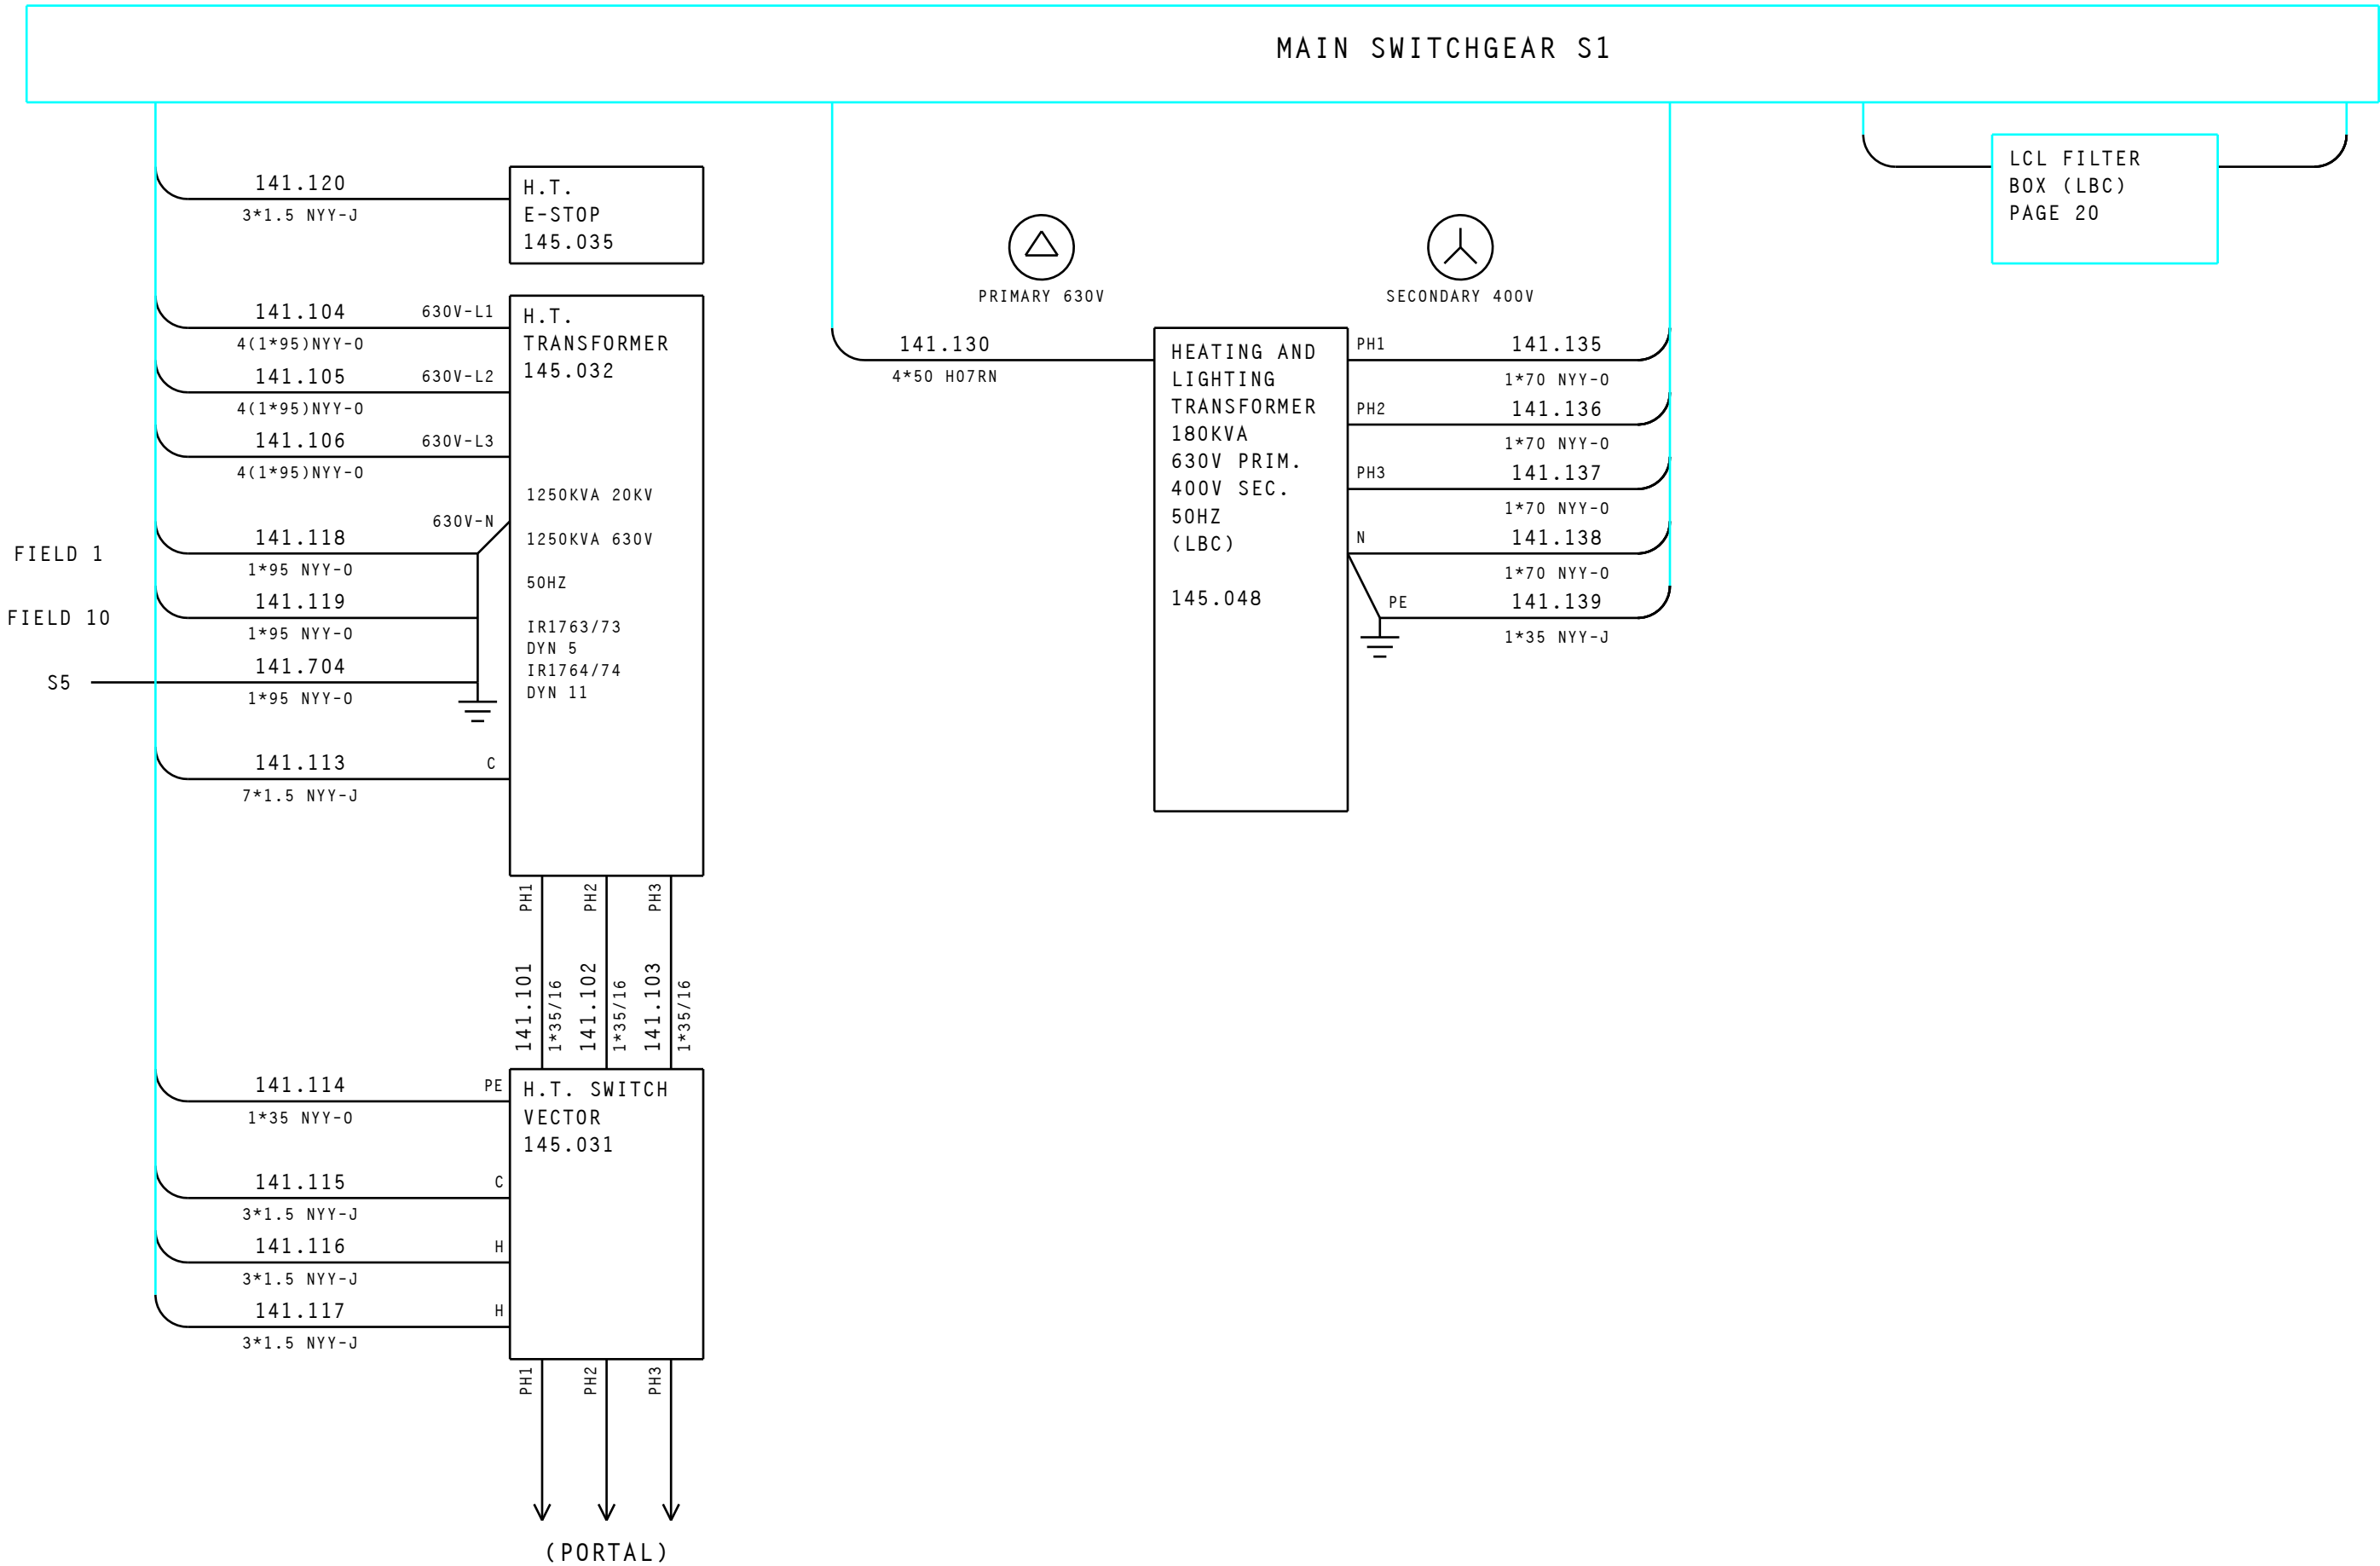 MAIN SWITCHGEAR S1
141.120
3*1.5 NYY-J
H.T.
E-STOP
145.035
141.104
630V-L1
4(1*95)NYY-O
141.105
630V-L2
4(1*95)NYY-O
141.106
630V-L3
4(1*95)NYY-O
630V-N
FIELD 1
141.118
1*95 NYY-O
FIELD 10
141.119
1*95 NYY-O
S5
141.704
1*95 NYY-O
141.113
C
7*1.5 NYY-J
H.T.
TRANSFORMER
145.032
1250KVA 20KV
1250KVA 630V
50HZ
IR1763/73
DYN 5
IR1764/74
DYN 11
PH1
PH2
PH3
141.101
1*35/16
141.102
1*35/16
141.103
1*35/16
141.114
PE
1*35 NYY-O
141.115
C
3*1.5 NYY-J
141.116
H
3*1.5 NYY-J
141.117
H
3*1.5 NYY-J
H.T. SWITCH
VECTOR
145.031
PH1
PH2
PH3
(PORTAL)
PRIMARY 630V
SECONDARY 400V
141.130
4*50 H07RN
HEATING AND
LIGHTING
TRANSFORMER
180KVA
630V PRIM.
400V SEC.
50HZ
(LBC)
145.048
PH1
141.135
1*70 NYY-O
PH2
141.136
1*70 NYY-O
PH3
141.137
1*70 NYY-O
N
141.138
1*70 NYY-O
PE
141.139
1*35 NYY-J
LCL FILTER
BOX (LBC)
PAGE 20